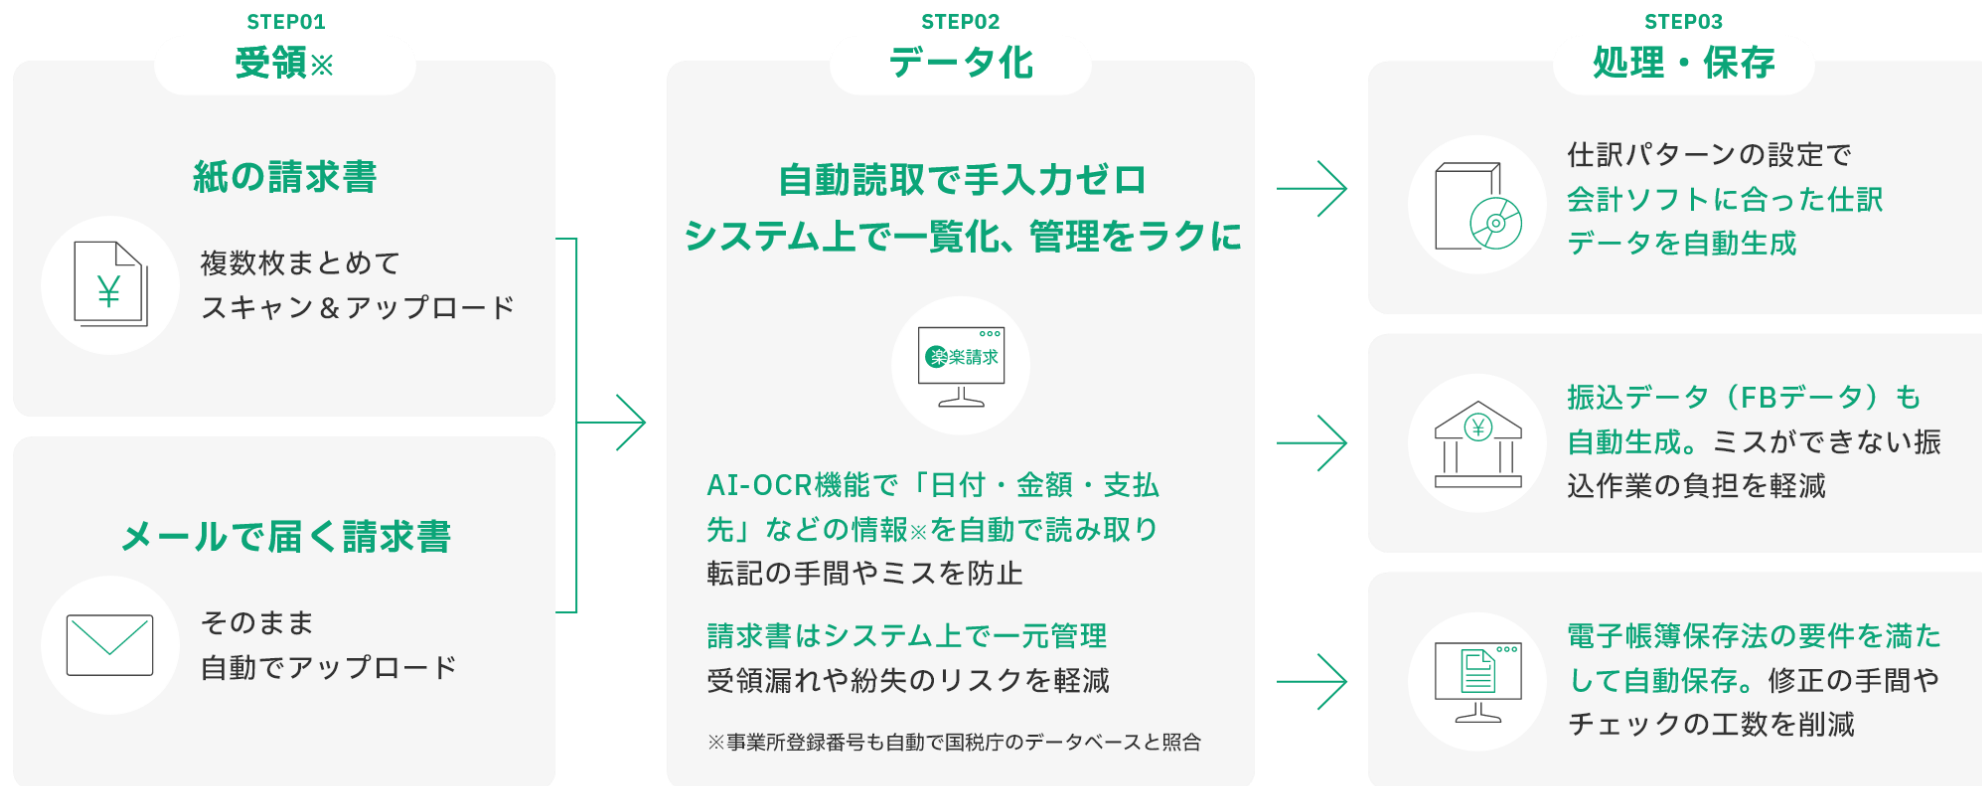 STEP01
受領※
紙の請求書
¥
複数枚まとめて
スキャン＆アップロード
メールで届く請求書
そのまま
自動でアップロード
STEP02
データ化
自動読取で手入力ゼロ
システム上で一覧化、管理をラクに
楽楽請求
AI-OCR機能で「日付・金額・支払
先」などの情報※を自動で読み取り
転記の手間やミスを防止
請求書はシステム上で一元管理
受領漏れや紛失のリスクを軽減
※事業所登録番号も自動で国税庁のデータベースと照合
STEP03
処理・保存
仕訳パターンの設定で
会計ソフトに合った仕訳
データを自動生成
¥
振込データ（FBデータ）も
自動生成。ミスができない振
込作業の負担を軽減
電子帳簿保存法の要件を満た
して自動保存。修正の手間や
チェックの工数を削減